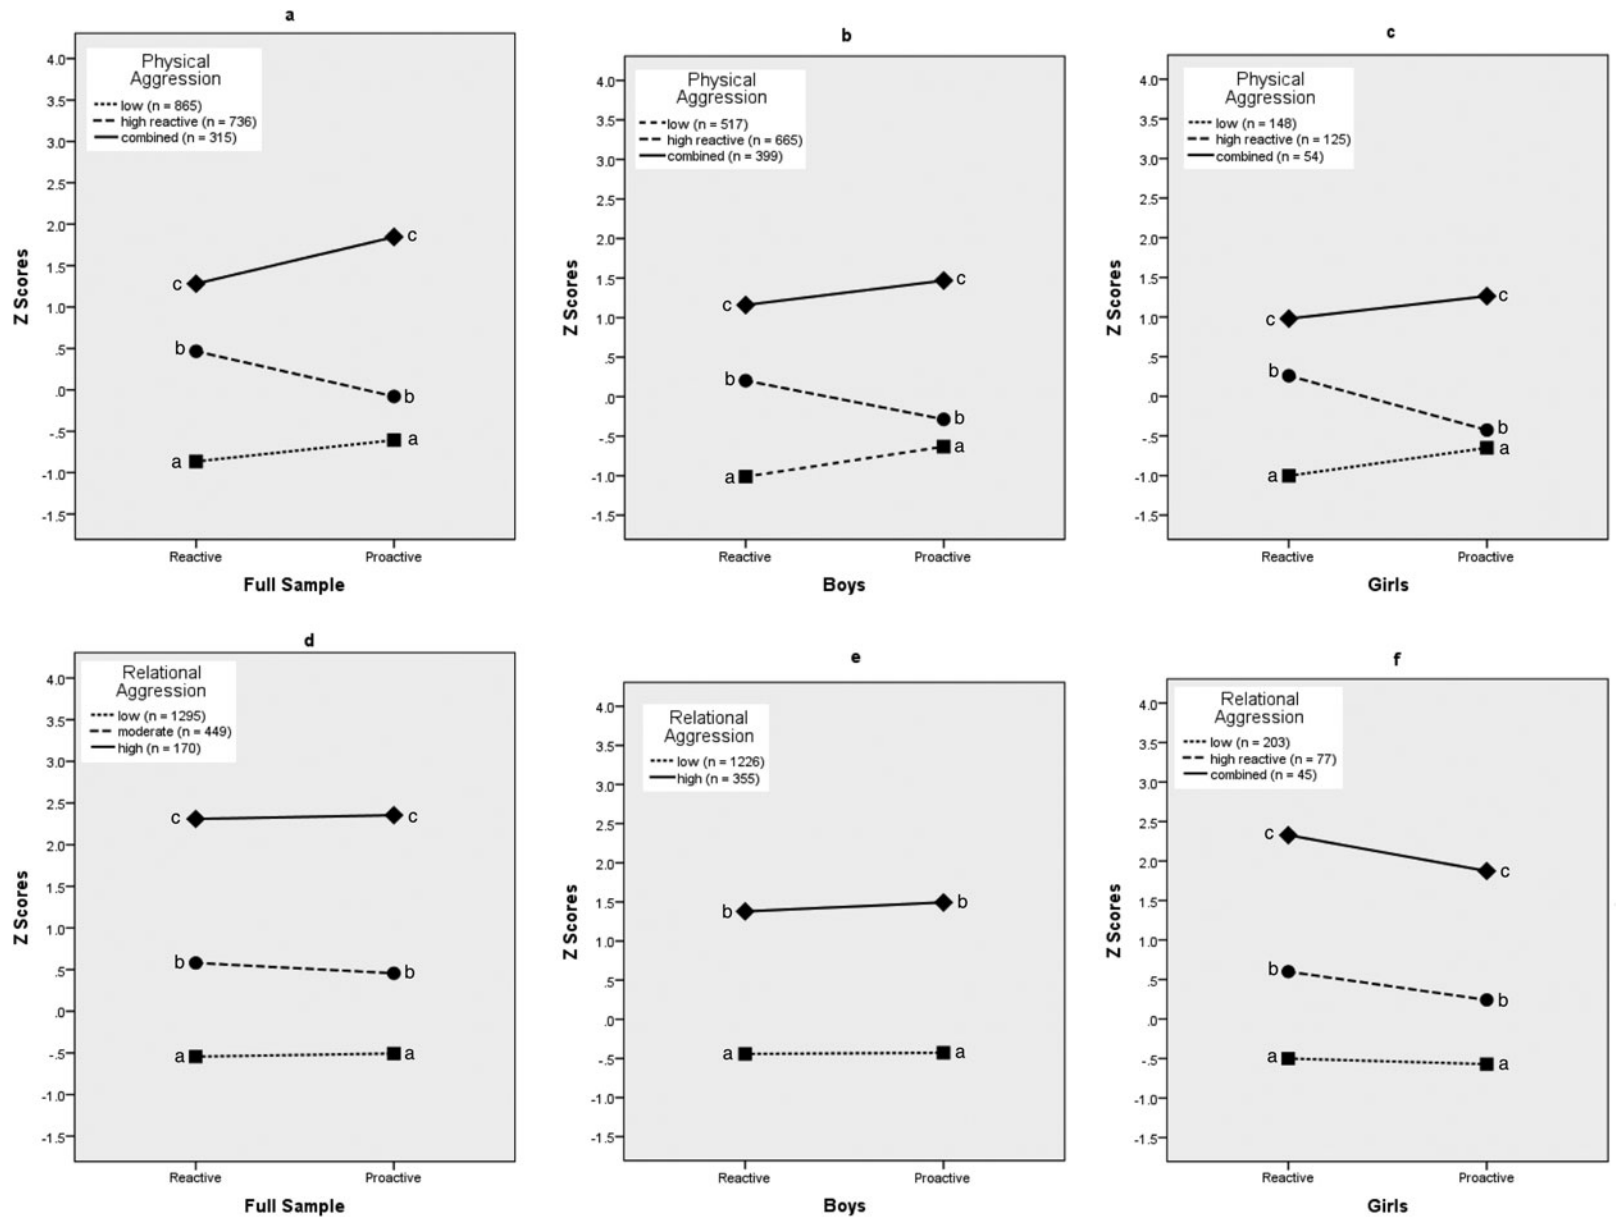 a
Physical
Aggression
low (n = 865)
high reactive (n = 736)
combined (n = 315)
4.0
3.5
3.0
2.5
2.0
1.5
1.0
.5
.0
-.5
-1.0
-1.5
Z Scores
c
c
b
b
a
a
Reactive
Proactive
Full Sample
b
Physical
Aggression
low (n = 517)
high reactive (n = 665)
combined (n = 399)
4.0
3.5
3.0
2.5
2.0
1.5
1.0
.5
.0
-.5
-1.0
-1.5
Z Scores
c
c
b
b
a
a
Reactive
Proactive
Boys
c
Physical
Aggression
low (n = 148)
high reactive (n = 125)
combined (n = 54)
4.0
3.5
3.0
2.5
2.0
1.5
1.0
.5
.0
-.5
-1.0
-1.5
Z Scores
c
c
b
b
a
a
Reactive
Proactive
Girls
d
Relational
Aggression
low (n = 1295)
moderate (n = 449)
high (n = 170)
4.0
3.5
3.0
2.5
2.0
1.5
1.0
.5
.0
-.5
-1.0
-1.5
Z Scores
c
c
b
b
a
a
Reactive
Proactive
Full Sample
e
Relational
Aggression
low (n = 1226)
high (n = 355)
4.0
3.5
3.0
2.5
2.0
1.5
1.0
.5
.0
-.5
-1.0
-1.5
Z Scores
b
b
a
a
Reactive
Proactive
Boys
f
Relational
Aggression
low (n = 203)
high reactive (n = 77)
combined (n = 45)
4.0
3.5
3.0
2.5
2.0
1.5
1.0
.5
.0
-.5
-1.0
-1.5
Z Scores
c
c
b
b
a
a
Reactive
Proactive
Girls